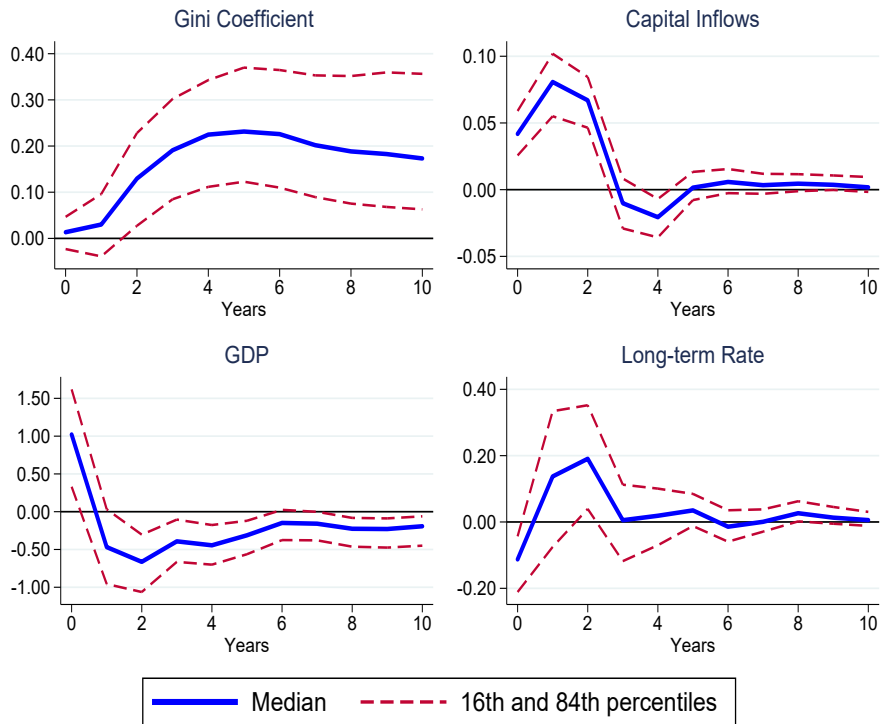 Gini Coefficient
0.40
0.30
0.20
0.10
0.00
0 2 4 6 8 10
Years
Capital Inflows
0.10
0.05
0.00
-0.05
0 2 4 6 8 10
Years
GDP
1.50
1.00
0.50
0.00
-0.50
-1.00
0 2 4 6 8 10
Years
Long-term Rate
0.40
0.20
0.00
-0.20
0 2 4 6 8 10
Years
Median 16th and 84th percentiles